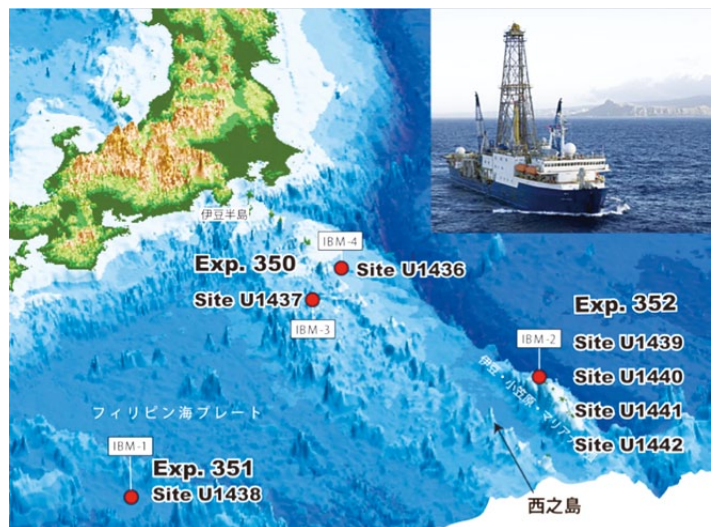 伊豆半島
IBM-4
Exp. 350
Site U1436
Site U1437
IBM-3
Exp. 352
IBM-2
Site U1439
Site U1440
Site U1441
Site U1442
伊豆・小笠原・マリアナ
フィリピン海プレート
IBM-1
Exp. 351
Site U1438
西之島